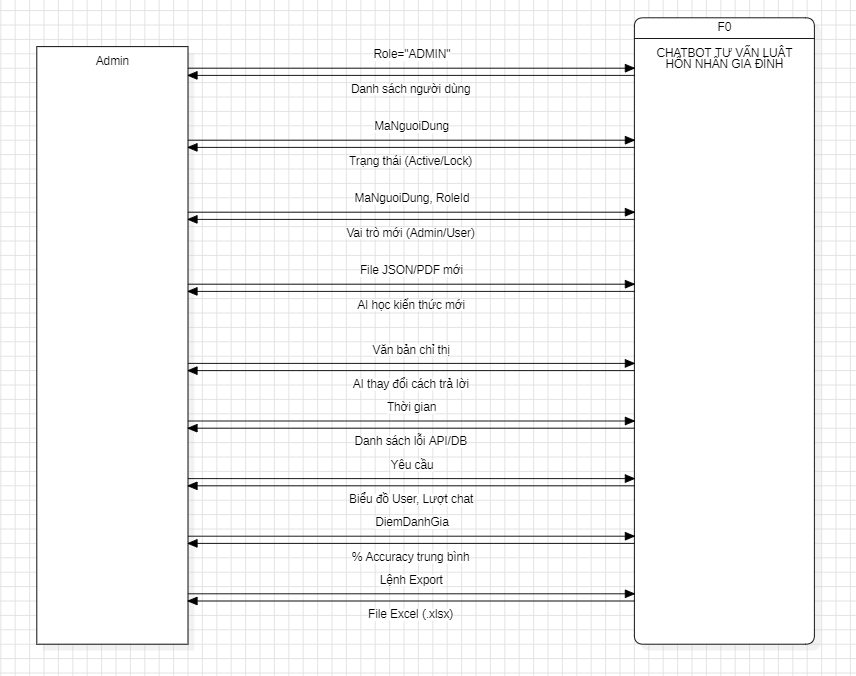 F0
Admin
CHATBOT TƯ VẤN LUẬT
HÔN NHÂN GIA ĐÌNH
Role="ADMIN"
Danh sách người dùng
MaNguoiDung
Trạng thái (Active/Lock)
MaNguoiDung, RoleId
Vai trò mới (Admin/User)
File JSON/PDF mới
AI học kiến thức mới
Văn bản chỉ thị
AI thay đổi cách trả lời
Thời gian
Danh sách lỗi API/DB
Yêu cầu
Biểu đồ User, Lượt chat
DiemDanhGia
% Accuracy trung bình
Lệnh Export
File Excel (.xlsx)